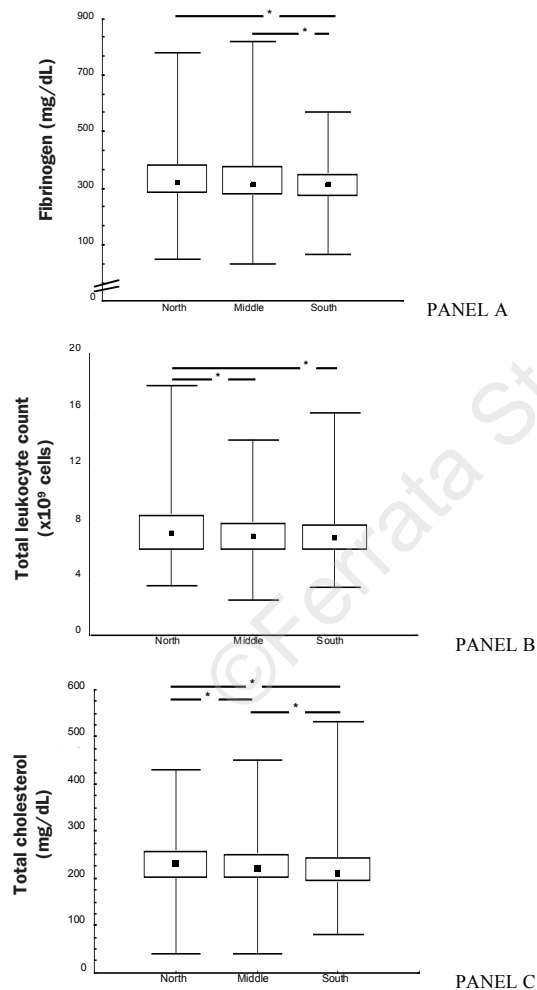 900
*
*
700
500
300
100
0
Fibrinogen (mg/dL)
North Middle South
PANEL A
20
*
*
16
12
8
4
0
Total leukocyte count
(x10⁹ cells)
North Middle South
PANEL B
600
*
*
*
500
400
300
200
100
0
Total cholesterol
(mg/dL)
North Middle South
PANEL C
©Ferrata St